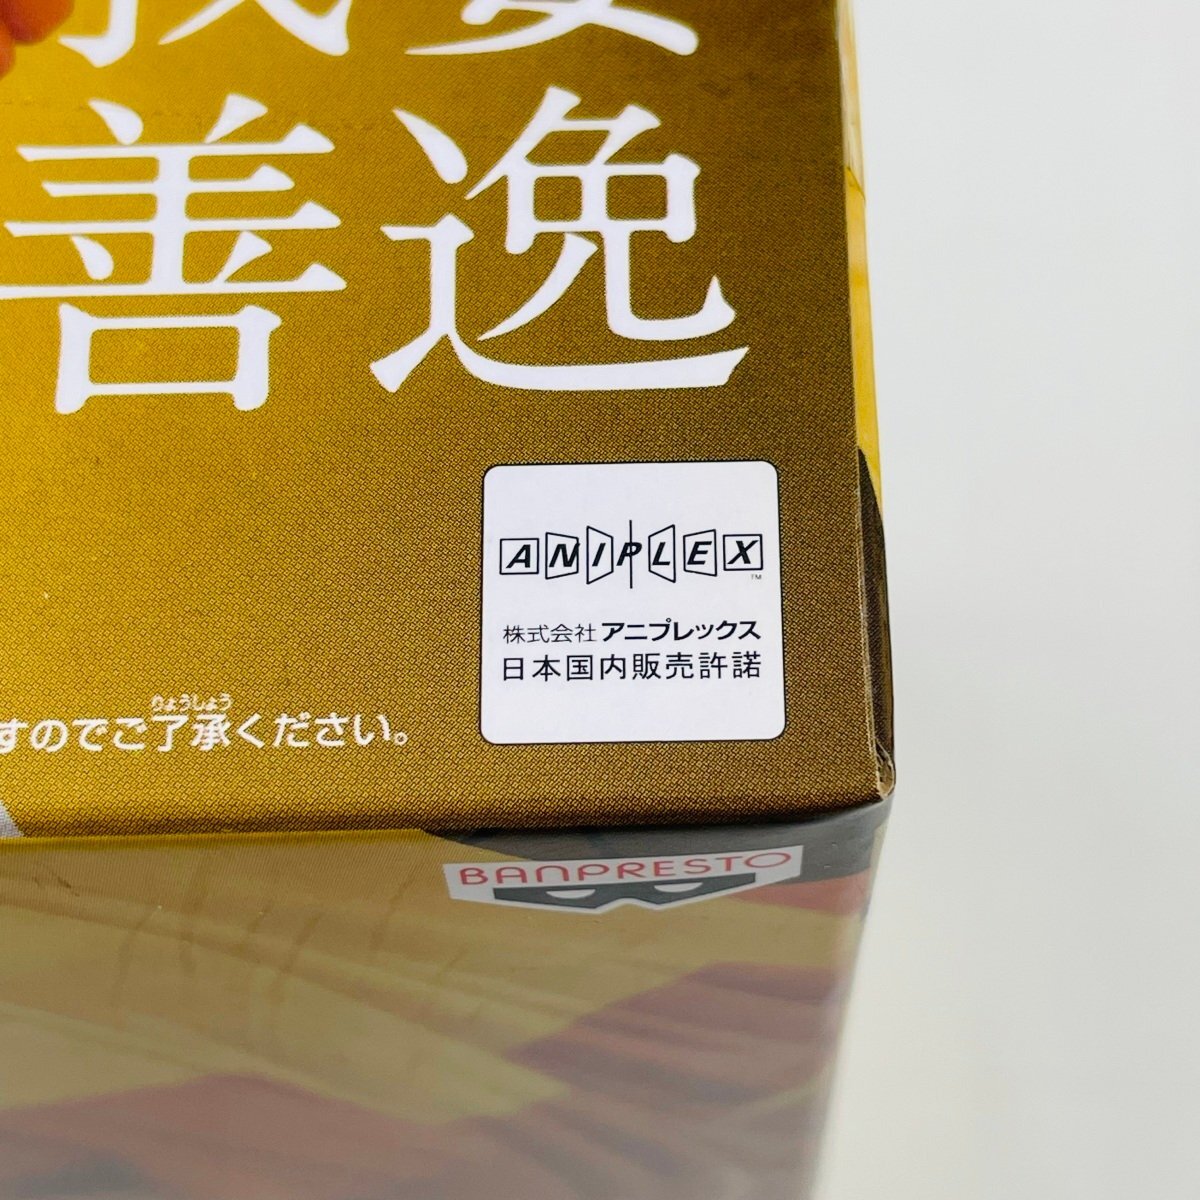 我妻
善逸
ANIPLEX
TM
株式会社 アニプレックス
日本国内販売許諾
りょうしょう
すのでご了承ください。
BANPRESTO